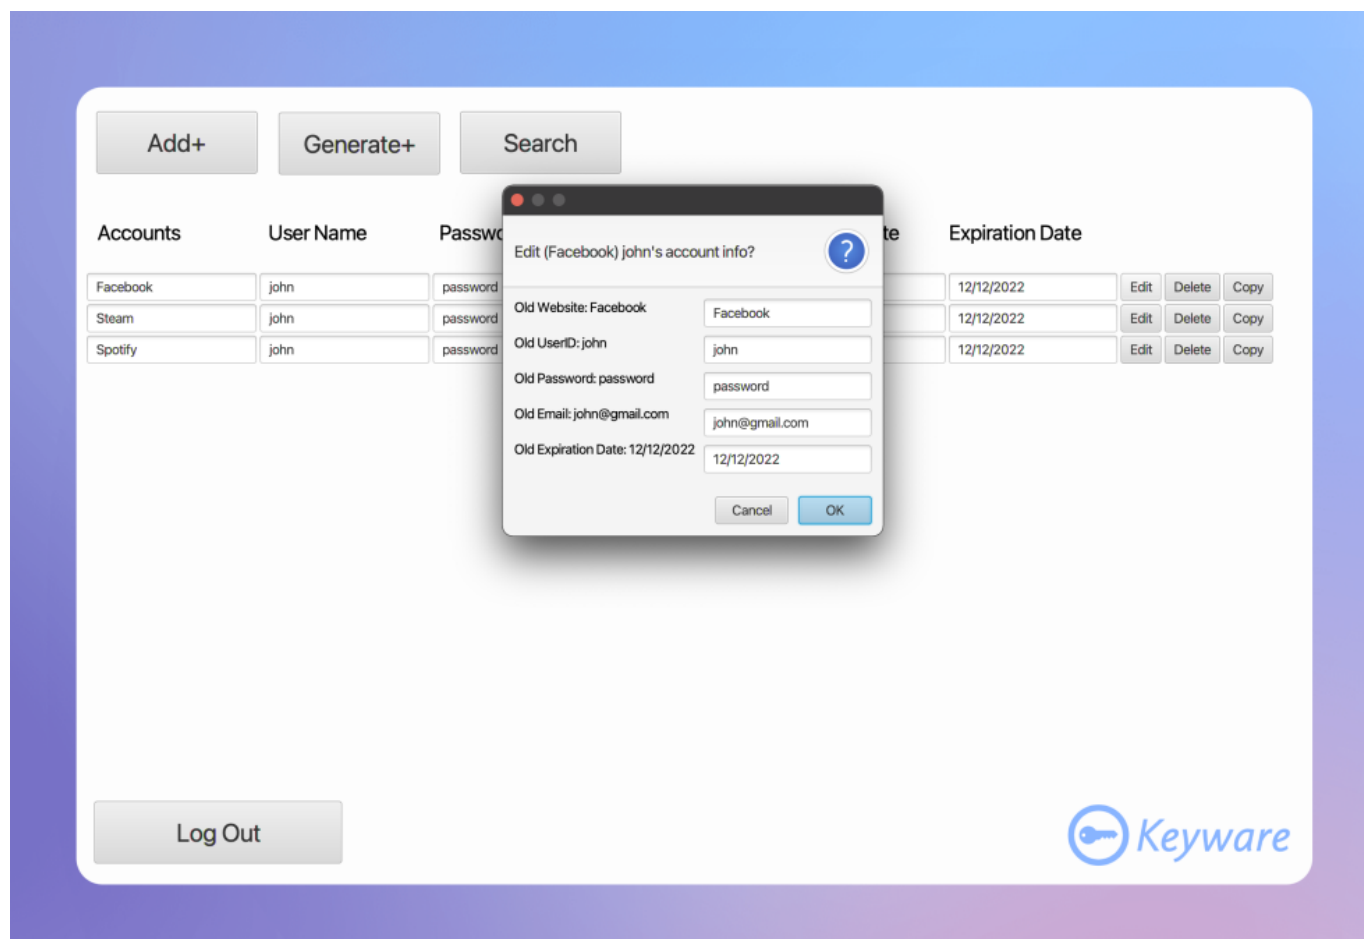 Add+ Generate+ Search
Accounts User Name Passwo te Expiration Date
Edit (Facebook) john's account info?
?
Facebook john password 12/12/2022 Edit Delete Copy
Steam john password 12/12/2022 Edit Delete Copy
Spotify john password 12/12/2022 Edit Delete Copy
Old Website: Facebook Facebook
Old UserID: john john
Old Password: password password
Old Email: john@gmail.com john@gmail.com
Old Expiration Date: 12/12/2022 12/12/2022
Cancel OK
Log Out
Keyware